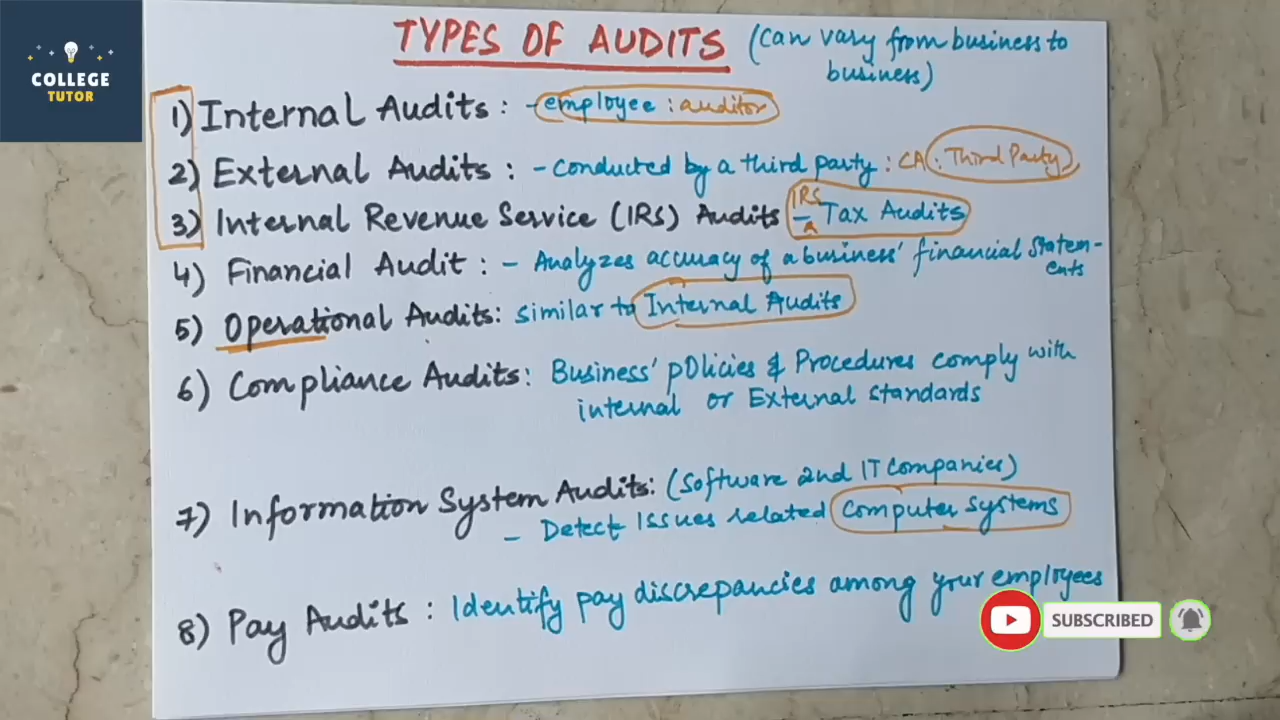 COLLEGE
TUTOR
TYPES OF AUDITS (can vary from business to
business)
1) Internal Audits : - employee : auditor
2) External Audits : - conducted by a third party : CA : Third Party
3) Internal Revenue Service (IRS) Audits - Tax Audits
IRS
4) Financial Audit : - Analyzes accuracy of a business' financial Statem-
ents
5) Operational Audits: similar to Internal Audits
6) Compliance Audits: Business' policies & Procedures comply with
internal or External standards
7) Information System Audits: (Software and IT Companies)
- Detect Issues related Computer Systems
8) Pay Audits : Identify pay discrepancies among your employees
SUBSCRIBED